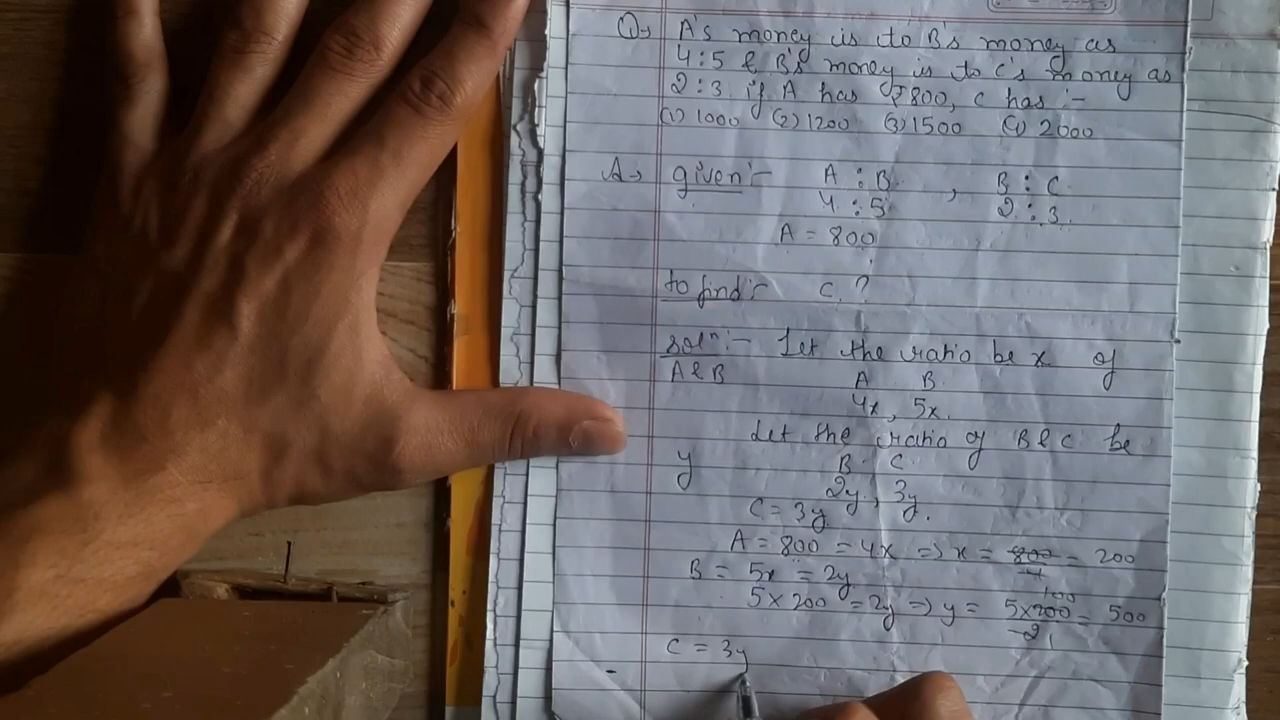 Q→ A's money is to B's money as
4:5 & B's money is to C's money as
2:3. if A has ₹800, C has :-
(1) 1000 (2) 1200 (3) 1500 (4) 2000
A→ given:- A : B , B : C
4 : 5 2 : 3
A = 800
to find:- C ?
solⁿ:- Let the ratio be x of
A & B A B
4x, 5x.
Let the ratio of B & C be
y B C
2y, 3y.
C = 3y
A = 800 = 4x ⇒ x = 800/4 = 200
B = 5x = 2y
5×200 = 2y ⇒ y = 5×200/2 = 500
100
1
C = 3y